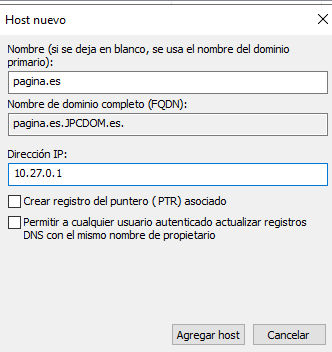 Host nuevo
Nombre (si se deja en blanco, se usa el nombre del dominio
primario):
pagina.es
Nombre de dominio completo (FQDN):
pagina.es.JPCDOM.es.
Dirección IP:
10.27.0.1
Crear registro del puntero (PTR) asociado
Permitir a cualquier usuario autenticado actualizar registros
DNS con el mismo nombre de propietario
Agregar host
Cancelar